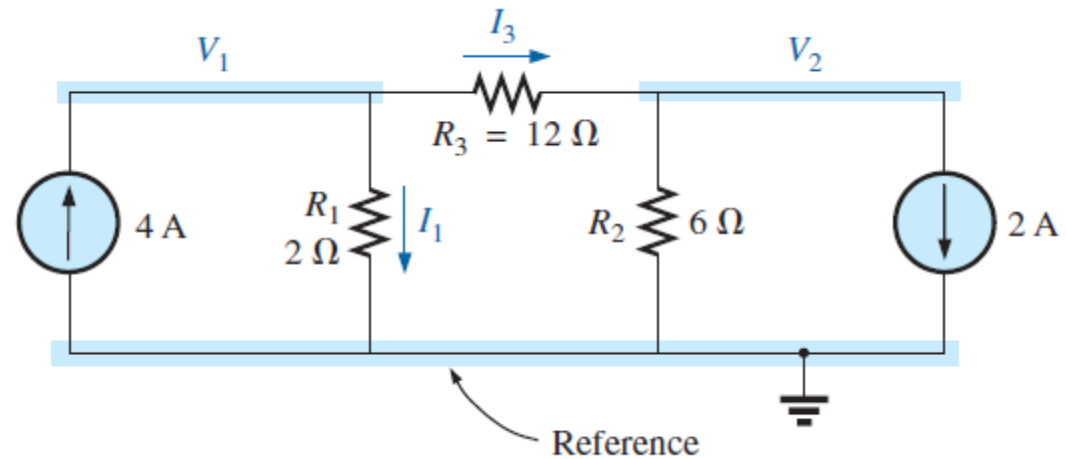 I₃
V₁
V₂
R₃ = 12 Ω
4 A
R₁
2 Ω
I₁
R₂
6 Ω
2 A
Reference